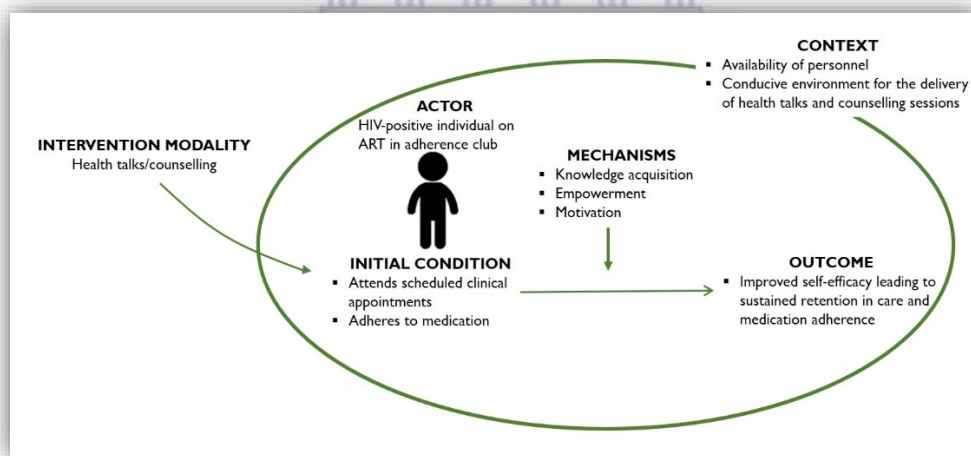 CONTEXT
▪ Availability of personnel
▪ Conducive environment for the delivery
of health talks and counselling sessions
ACTOR
HIV-positive individual on
ART in adherence club
INTERVENTION MODALITY
Health talks/counselling
MECHANISMS
▪ Knowledge acquisition
▪ Empowerment
▪ Motivation
INITIAL CONDITION
▪ Attends scheduled clinical
appointments
▪ Adheres to medication
OUTCOME
▪ Improved self-efficacy leading to
sustained retention in care and
medication adherence